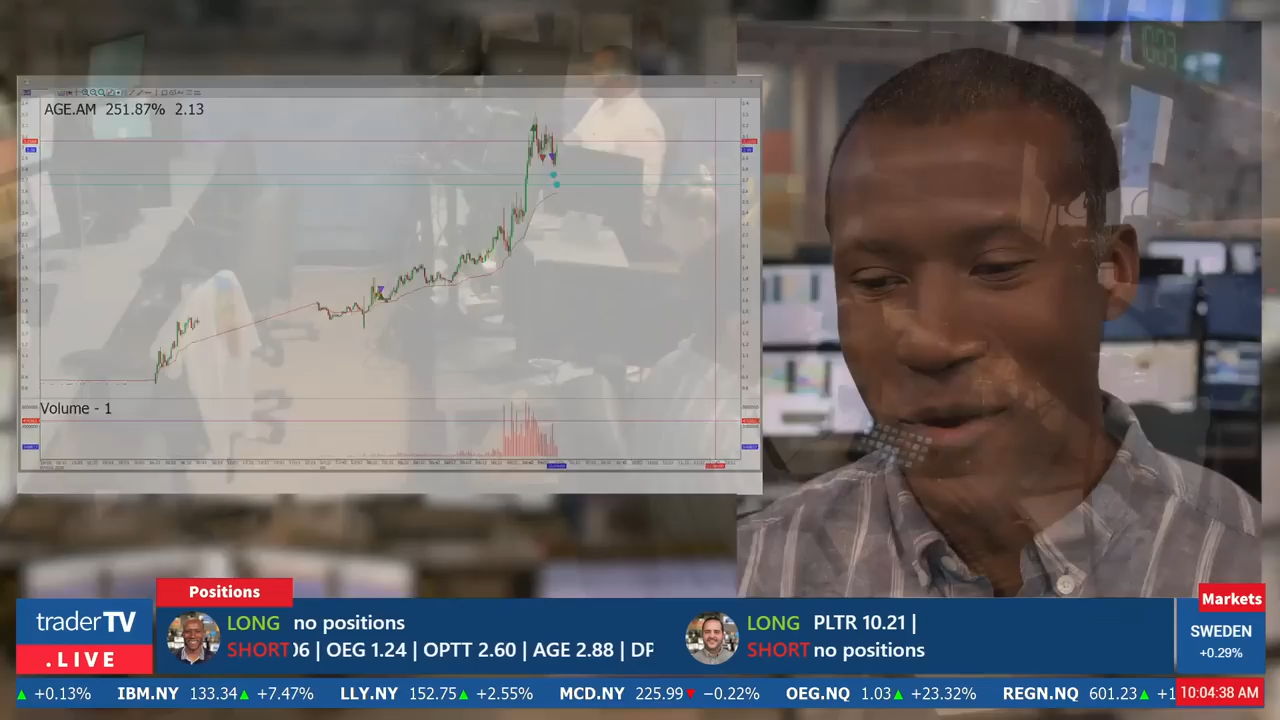 10:03
AGE.AM 251.87% 2.13
Volume - 1
Positions
traderTV
.LIVE
LONG no positions
SHORT 06 | OEG 1.24 | OPTT 2.60 | AGE 2.88 | DF
LONG PLTR 10.21 |
SHORT no positions
Markets
SWEDEN
+0.29%
▲ +0.13% IBM.NY 133.34 ▲ +7.47% LLY.NY 152.75 ▲ +2.55% MCD.NY 225.99 ▼ −0.22% OEG.NQ 1.03 ▲ +23.32% REGN.NQ 601.23 ▲ +1
10:04:38 AM